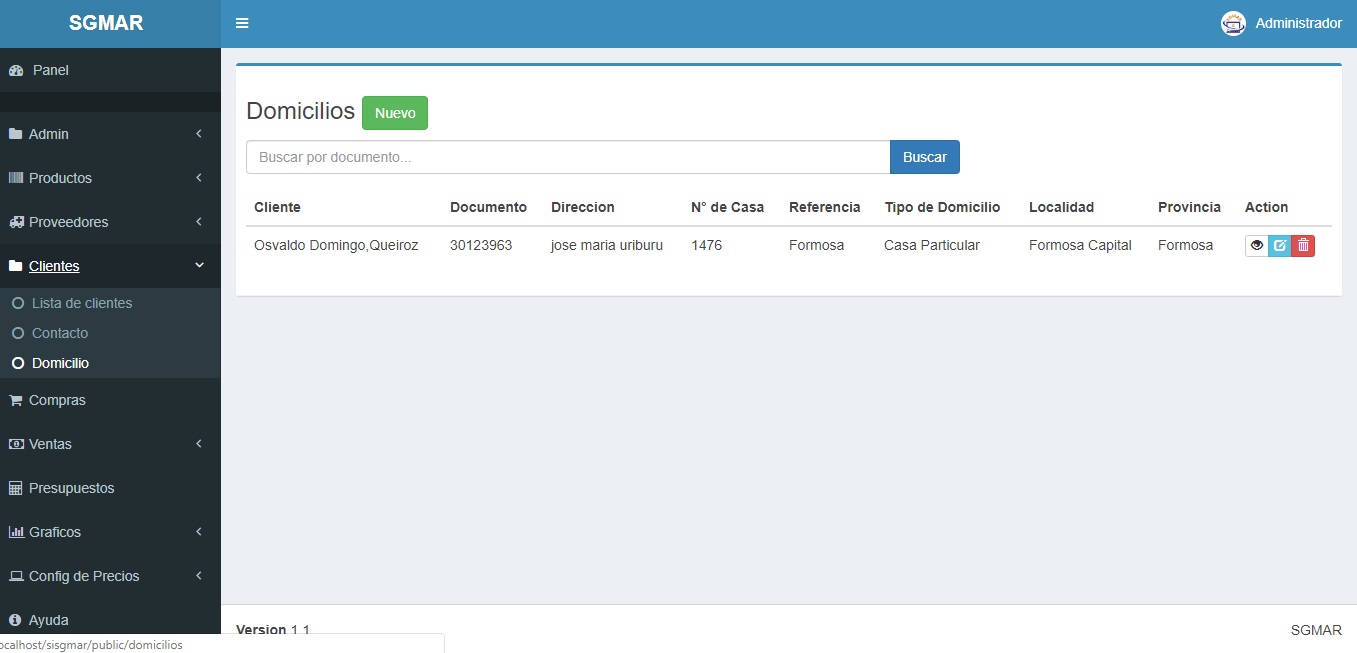 SGMAR
Administrador
Panel
Admin
Productos
Proveedores
Clientes
Lista de clientes
Contacto
Domicilio
Compras
Ventas
Presupuestos
Graficos
Config de Precios
Ayuda
Domicilios Nuevo
Buscar por documento... Buscar
Cliente Documento Direccion N° de Casa Referencia Tipo de Domicilio Localidad Provincia Action
Osvaldo Domingo,Queiroz 30123963 jose maria uriburu 1476 Formosa Casa Particular Formosa Capital Formosa
Version 1.1 SGMAR
ocalhost/sisgmar/public/domicilios